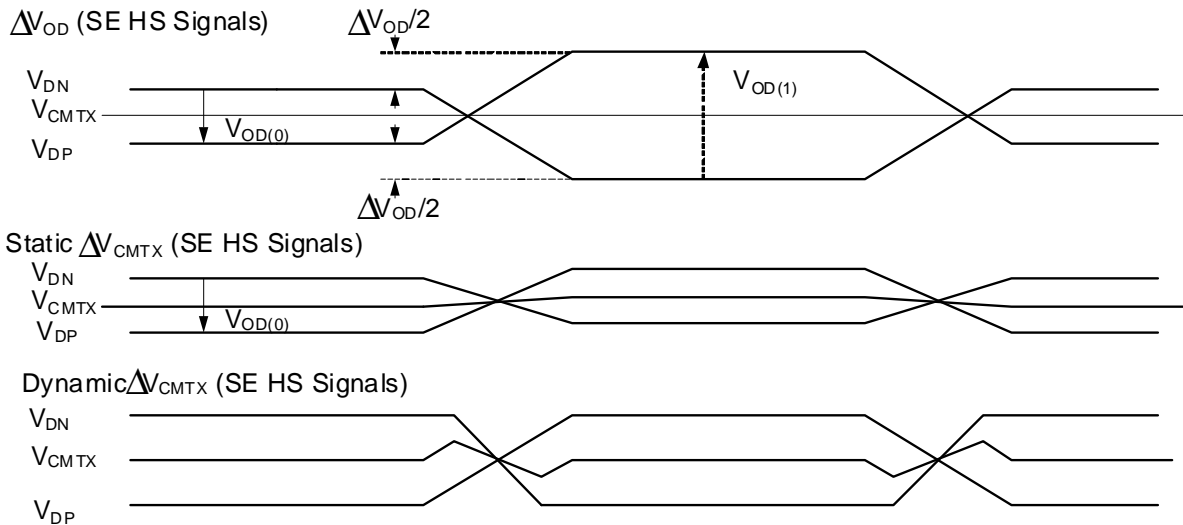 ΔVOD (SE HS Signals)
ΔVOD/2
VDN
VCMTX
VDP
VOD(0)
VOD(1)
ΔVOD/2
Static ΔVCMTX (SE HS Signals)
VDN
VCMTX
VDP
VOD(0)
Dynamic ΔVCMTX (SE HS Signals)
VDN
VCMTX
VDP